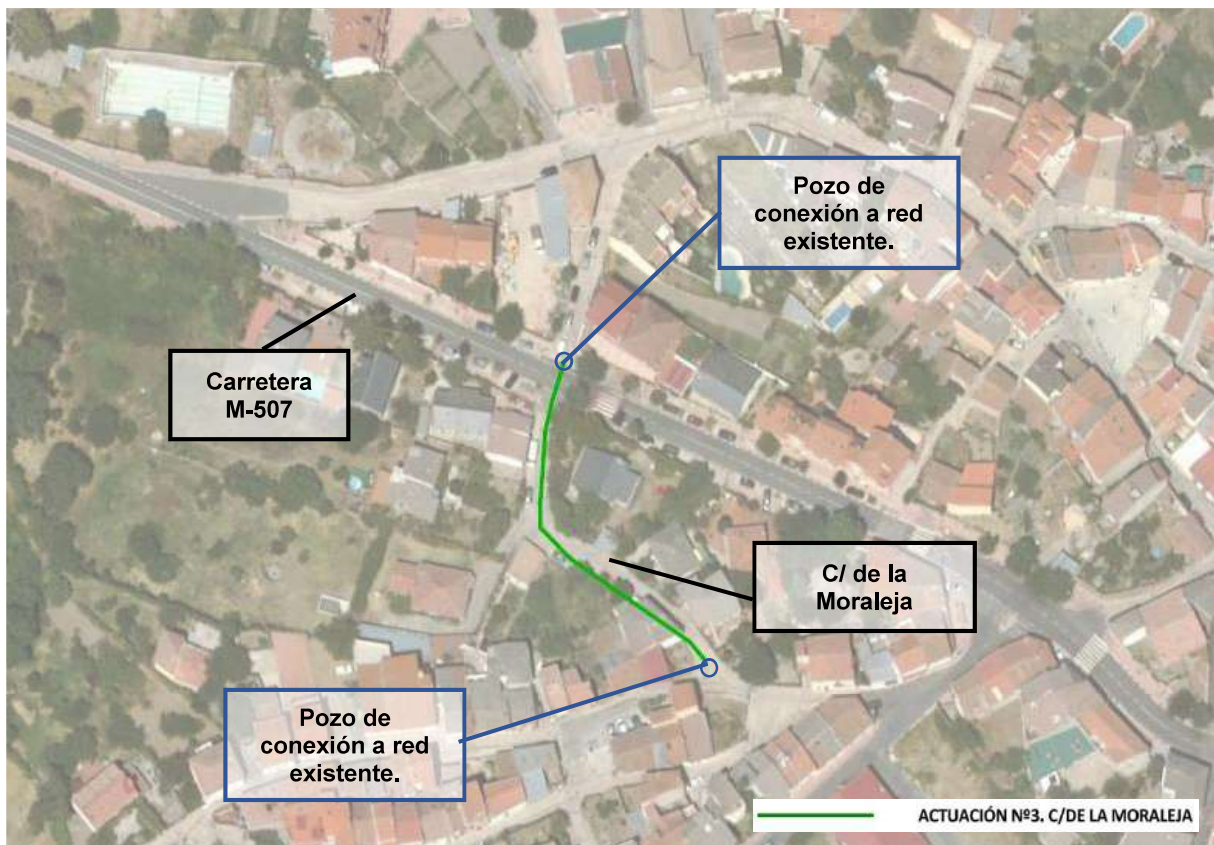 Pozo de
conexión a red
existente.
Carretera
M-507
C/ de la
Moraleja
Pozo de
conexión a red
existente.
ACTUACIÓN Nº3. C/DE LA MORALEJA